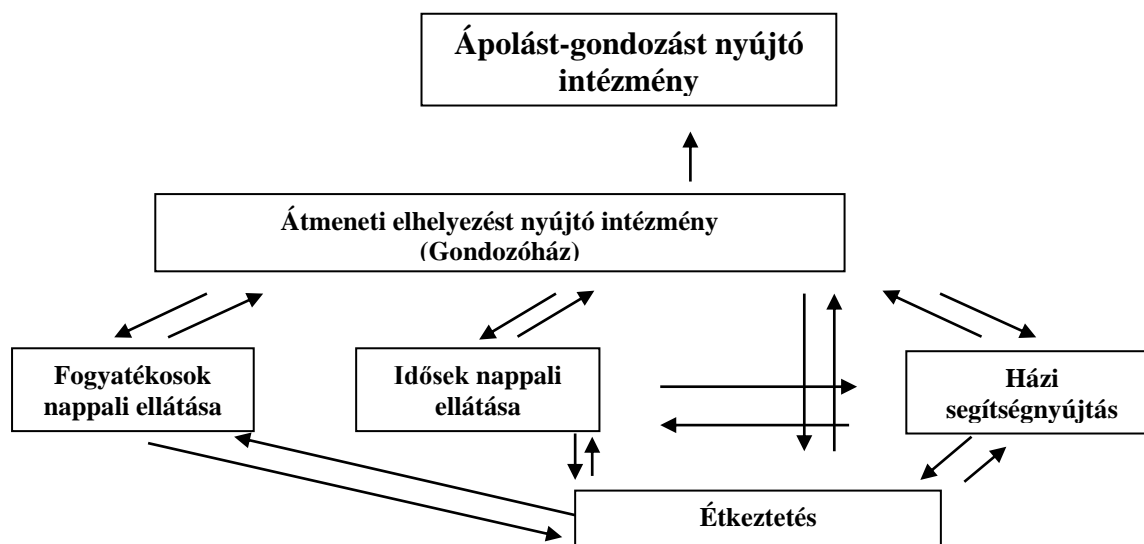 Ápolást-gondozást nyújtó
intézmény
Átmeneti elhelyezést nyújtó intézmény
(Gondozóház)
Fogyatékosok
nappali ellátása
Idősek nappali
ellátása
Házi
segítségnyújtás
Étkeztetés